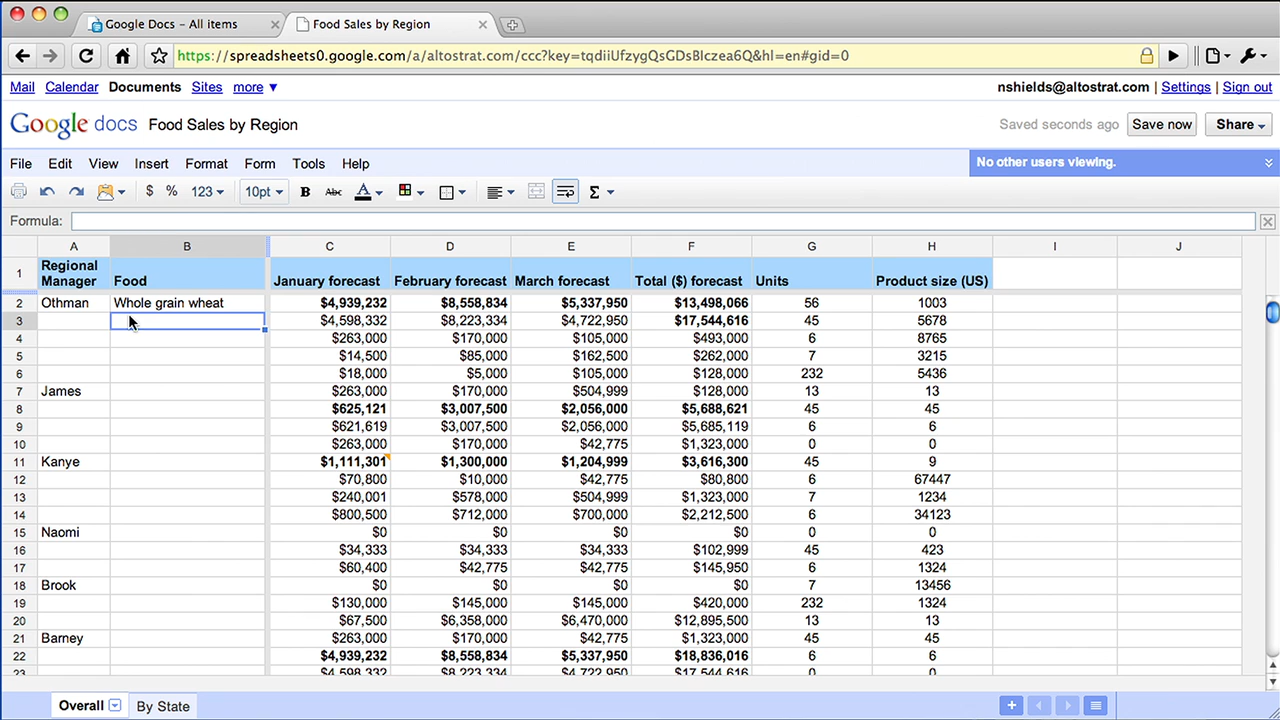 Google Docs - All items
Food Sales by Region
https://spreadsheets0.google.com/a/altostrat.com/ccc?key=tqdiiUfzygQsGDsBIczea6Q&hl=en#gid=0
Mail Calendar Documents Sites more ▼ nshields@altostrat.com | Settings | Sign out
Google docs Food Sales by Region Saved seconds ago Save now Share
File Edit View Insert Format Form Tools Help No other users viewing.
$ % 123 10pt B Abc A Σ
Formula:
A B C D E F G H I J
1 Regional Manager Food January forecast February forecast March forecast Total ($) forecast Units Product size (US)
2 Othman Whole grain wheat $4,939,232 $8,558,834 $5,337,950 $13,498,066 56 1003
3 $4,598,332 $8,223,334 $4,722,950 $17,544,616 45 5678
4 $263,000 $170,000 $105,000 $493,000 6 8765
5 $14,500 $85,000 $162,500 $262,000 7 3215
6 $18,000 $5,000 $105,000 $128,000 232 5436
7 James $263,000 $170,000 $504,999 $128,000 13 13
8 $625,121 $3,007,500 $2,056,000 $5,688,621 45 45
9 $621,619 $3,007,500 $2,056,000 $5,685,119 6 6
10 $263,000 $170,000 $42,775 $1,323,000 0 0
11 Kanye $1,111,301 $1,300,000 $1,204,999 $3,616,300 45 9
12 $70,800 $10,000 $42,775 $80,800 6 67447
13 $240,001 $578,000 $504,999 $1,323,000 7 1234
14 $800,500 $712,000 $700,000 $2,212,500 6 34123
15 Naomi $0 $0 $0 $0 0 0
16 $34,333 $34,333 $34,333 $102,999 45 423
17 $60,400 $42,775 $42,775 $145,950 6 1324
18 Brook $0 $0 $0 $0 7 13456
19 $130,000 $145,000 $145,000 $420,000 232 1324
20 $67,500 $6,358,000 $6,470,000 $12,895,500 13 13
21 Barney $263,000 $170,000 $42,775 $1,323,000 45 45
22 $4,939,232 $8,558,834 $5,337,950 $18,836,016 6 6
23 $4,598,332 $8,223,334 $4,722,950 $17,544,616 0 0
Overall By State